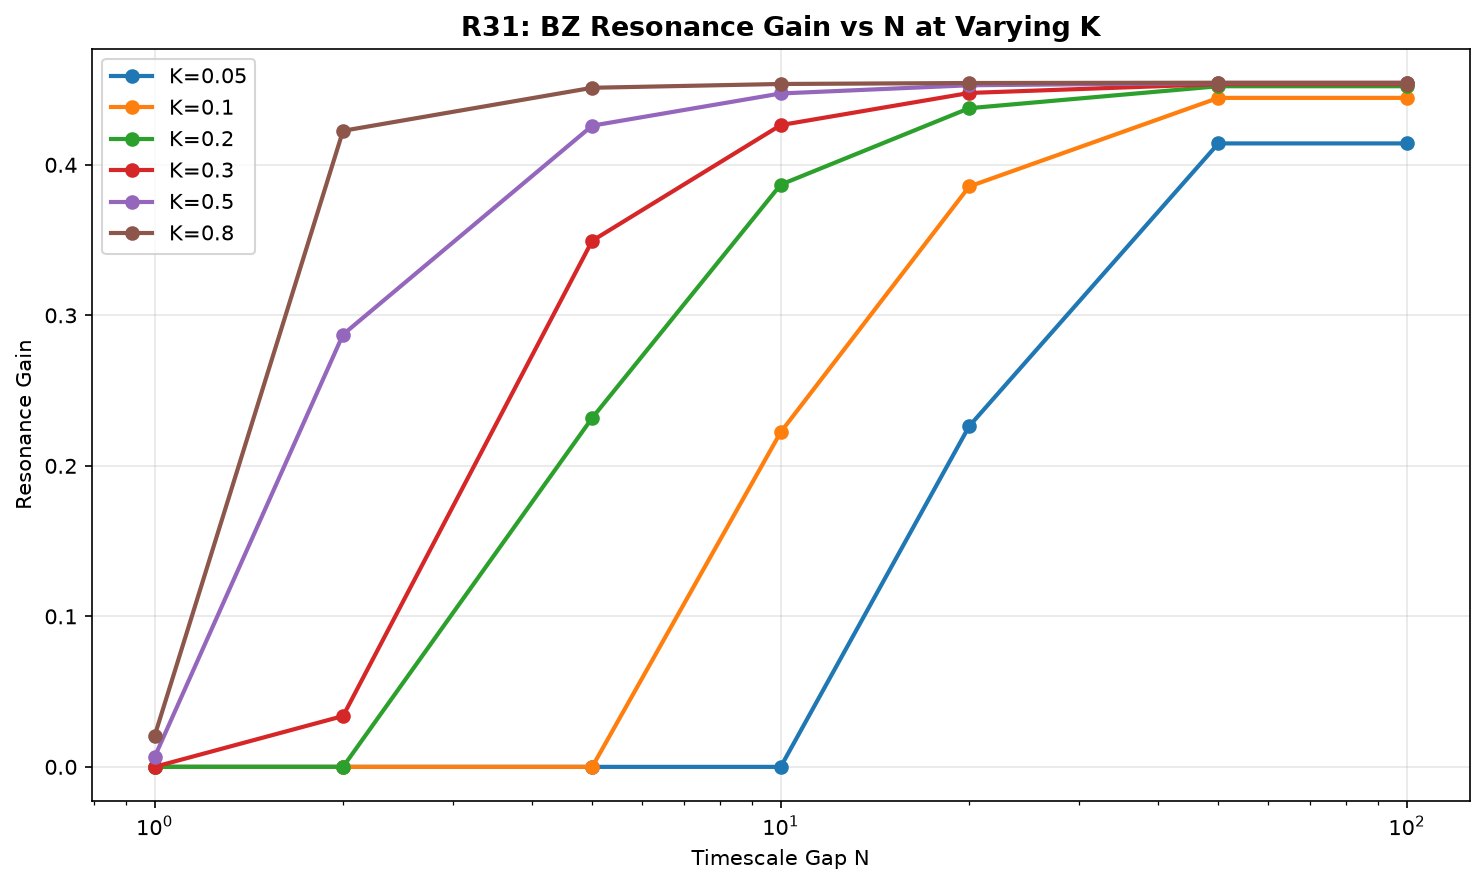 R31: BZ Resonance Gain vs N at Varying K
K=0.05
K=0.1
K=0.2
K=0.3
K=0.5
K=0.8
0.4
0.3
0.2
0.1
0.0
Resonance Gain
10⁰ 10¹ 10²
Timescale Gap N